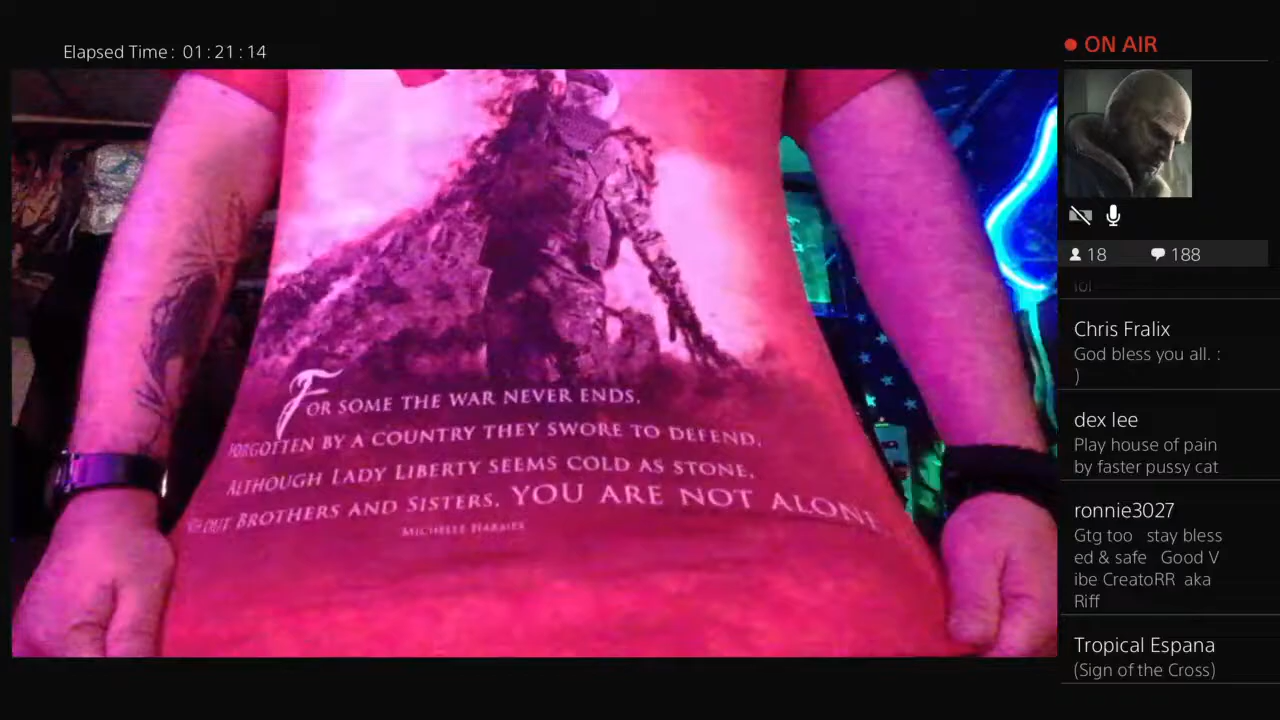 Elapsed Time: 01:21:14
ON AIR
18 188
lol
FOR SOME THE WAR NEVER ENDS,
FORGOTTEN BY A COUNTRY THEY SWORE TO DEFEND,
ALTHOUGH LADY LIBERTY SEEMS COLD AS STONE,
OUT BROTHERS AND SISTERS, YOU ARE NOT ALONE
MICHELLE
Chris Fralix
God bless you all. :
)
dex lee
Play house of pain
by faster pussy cat
ronnie3027
Gtg too stay bless
ed & safe Good V
ibe CreatoRR aka
Riff
Tropical Espana
(Sign of the Cross)